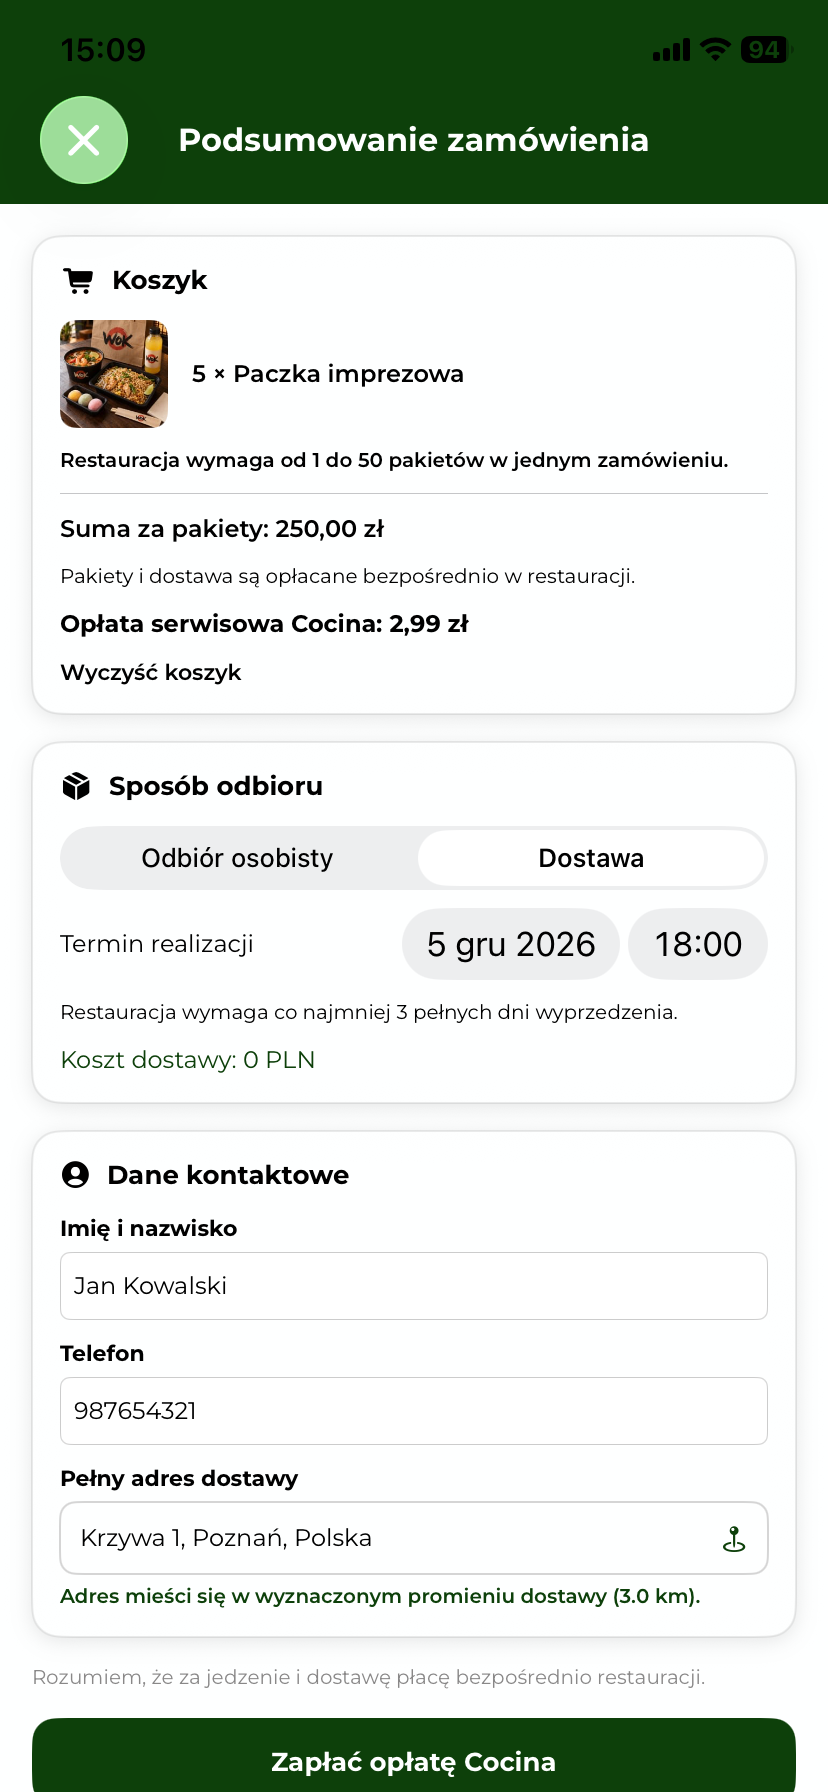 15:09
94
Podsumowanie zamówienia
Koszyk
WOK
5 × Paczka imprezowa
Restauracja wymaga od 1 do 50 pakietów w jednym zamówieniu.
Suma za pakiety: 250,00 zł
Pakiety i dostawa są opłacane bezpośrednio w restauracji.
Opłata serwisowa Cocina: 2,99 zł
Wyczyść koszyk
Sposób odbioru
Odbiór osobisty
Dostawa
Termin realizacji
5 gru 2026
18:00
Restauracja wymaga co najmniej 3 pełnych dni wyprzedzenia.
Koszt dostawy: 0 PLN
Dane kontaktowe
Imię i nazwisko
Jan Kowalski
Telefon
987654321
Pełny adres dostawy
Krzywa 1, Poznań, Polska
Adres mieści się w wyznaczonym promieniu dostawy (3.0 km).
Rozumiem, że za jedzenie i dostawę płacę bezpośrednio restauracji.
Zapłać opłatę Cocina